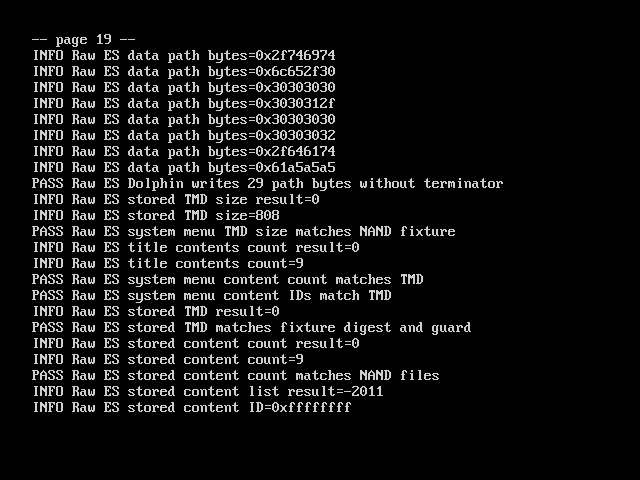 -- page 19 --
INFO Raw ES data path bytes=0x2f746974
INFO Raw ES data path bytes=0x6c652f30
INFO Raw ES data path bytes=0x30303030
INFO Raw ES data path bytes=0x3030312f
INFO Raw ES data path bytes=0x30303030
INFO Raw ES data path bytes=0x30303032
INFO Raw ES data path bytes=0x2f646174
INFO Raw ES data path bytes=0x61a5a5a5
PASS Raw ES Dolphin writes 29 path bytes without terminator
INFO Raw ES stored TMD size result=0
INFO Raw ES stored TMD size=808
PASS Raw ES system menu TMD size matches NAND fixture
INFO Raw ES title contents count result=0
INFO Raw ES title contents count=9
PASS Raw ES system menu content count matches TMD
PASS Raw ES system menu content IDs match TMD
INFO Raw ES stored TMD result=0
PASS Raw ES stored TMD matches fixture digest and guard
INFO Raw ES stored content count result=0
INFO Raw ES stored content count=9
PASS Raw ES stored content count matches NAND files
INFO Raw ES stored content list result=-2011
INFO Raw ES stored content ID=0xffffffff